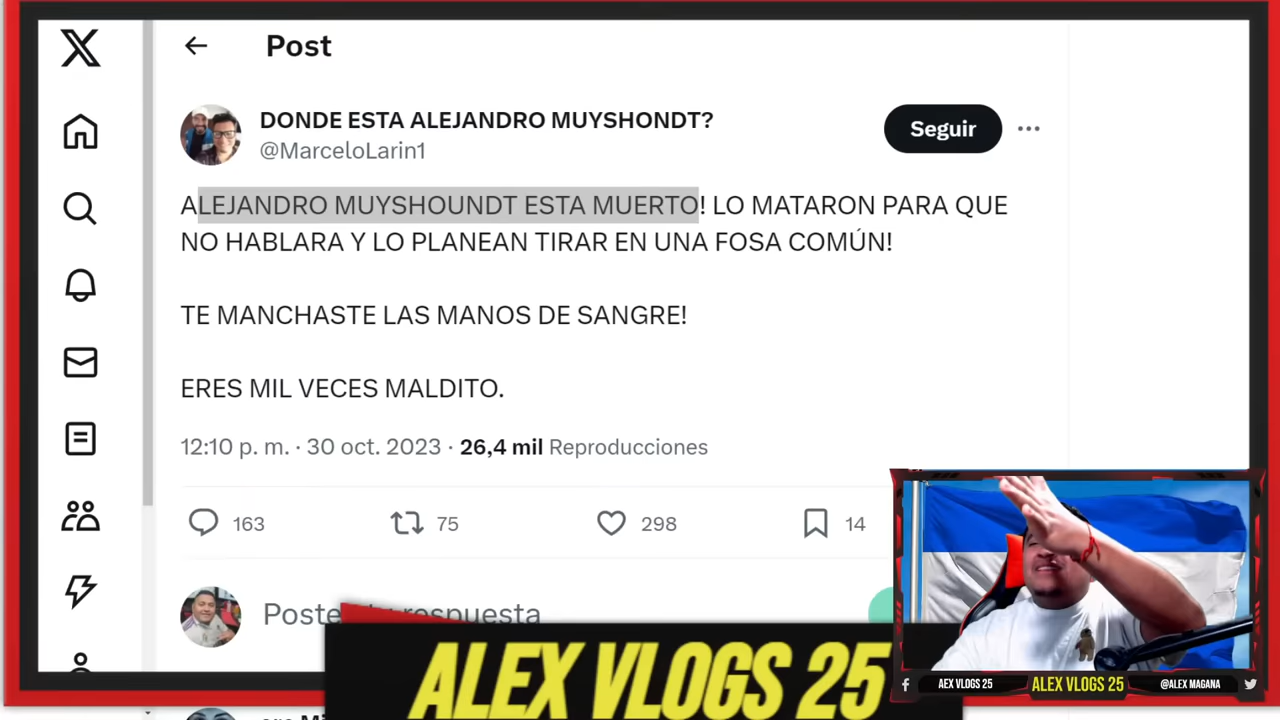 Post
DONDE ESTA ALEJANDRO MUYSHONDT?
@MarceloLarin1
Seguir
ALEJANDRO MUYSHOUNDT ESTA MUERTO! LO MATARON PARA QUE
NO HABLARA Y LO PLANEAN TIRAR EN UNA FOSA COMÚN!
TE MANCHASTE LAS MANOS DE SANGRE!
ERES MIL VECES MALDITO.
12:10 p. m. · 30 oct. 2023 · 26,4 mil Reproducciones
163 75 298 14
respuesta
ALEX VLOGS 25
AEX VLOGS 25 ALEX VLOGS 25 @ALEX MAGANA